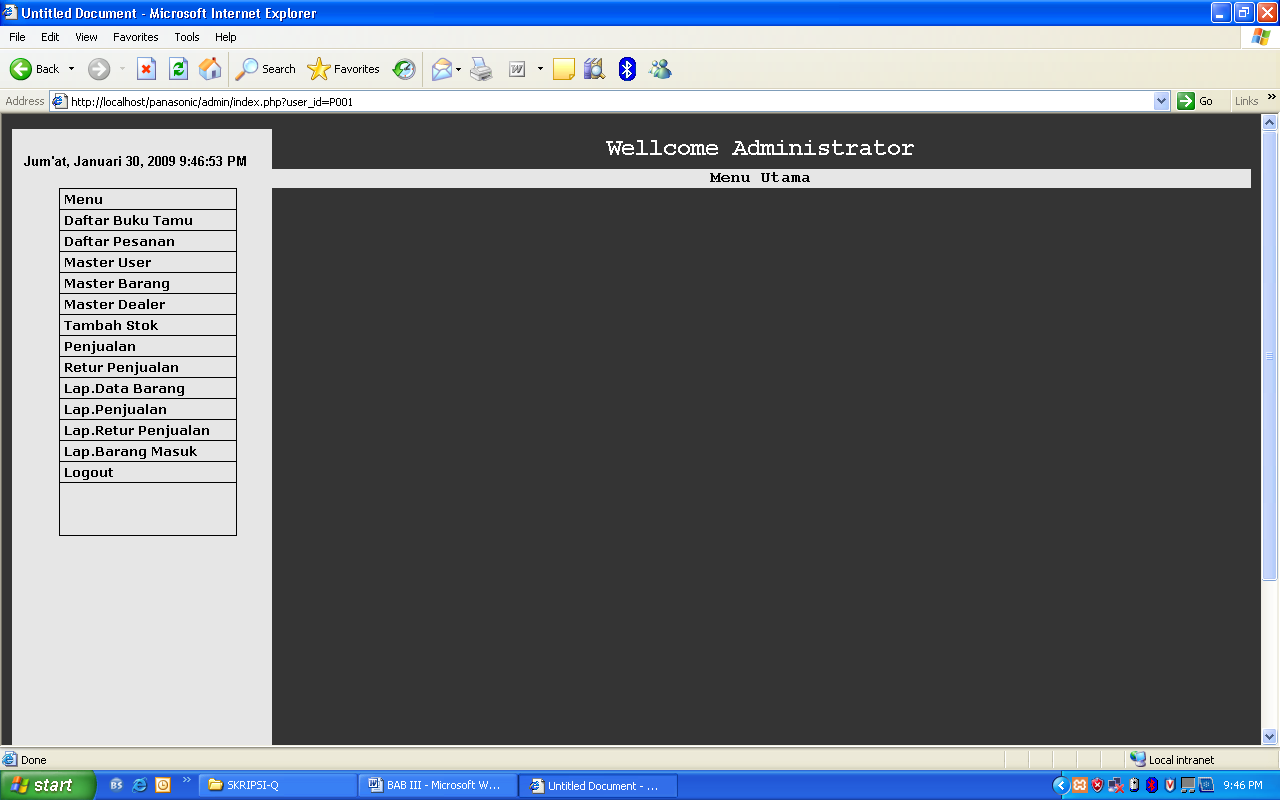 Untitled Document - Microsoft Internet Explorer
File Edit View Favorites Tools Help
Back Search Favorites
Address http://localhost/panasonic/admin/index.php?user_id=P001 Go Links »
Jum'at, Januari 30, 2009 9:46:53 PM
Wellcome Administrator
Menu Utama
Menu
Daftar Buku Tamu
Daftar Pesanan
Master User
Master Barang
Master Dealer
Tambah Stok
Penjualan
Retur Penjualan
Lap.Data Barang
Lap.Penjualan
Lap.Retur Penjualan
Lap.Barang Masuk
Logout
Done Local intranet
start BS » SKRIPSI-Q BAB III - Microsoft W... Untitled Document - ... 9:46 PM